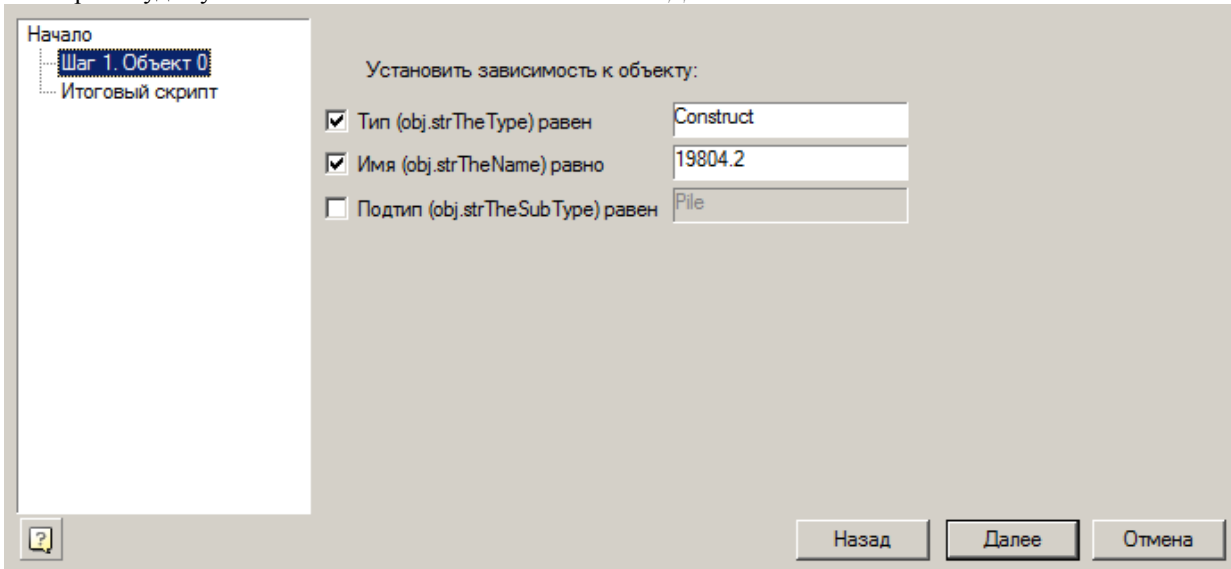 Начало
Шаг 1. Объект 0
Итоговый скрипт
Установить зависимость к объекту:
Тип (obj.strTheType) равен
Construct
Имя (obj.strTheName) равно
19804.2
Подтип (obj.strTheSubType) равен
Pile
?
Назад
Далее
Отмена